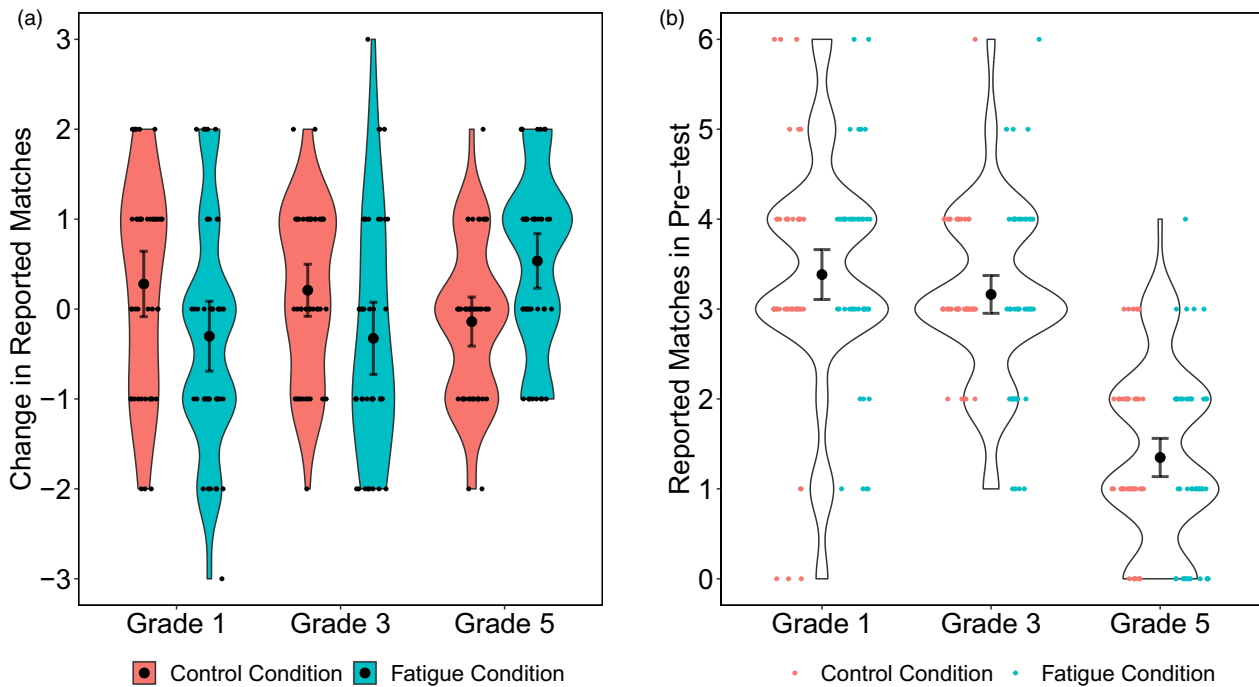 (a)
Change in Reported Matches
3
2
1
0
−1
−2
−3
Grade 1 Grade 3 Grade 5
Control Condition Fatigue Condition
(b)
Reported Matches in Pre−test
6
5
4
3
2
1
0
Grade 1 Grade 3 Grade 5
Control Condition Fatigue Condition